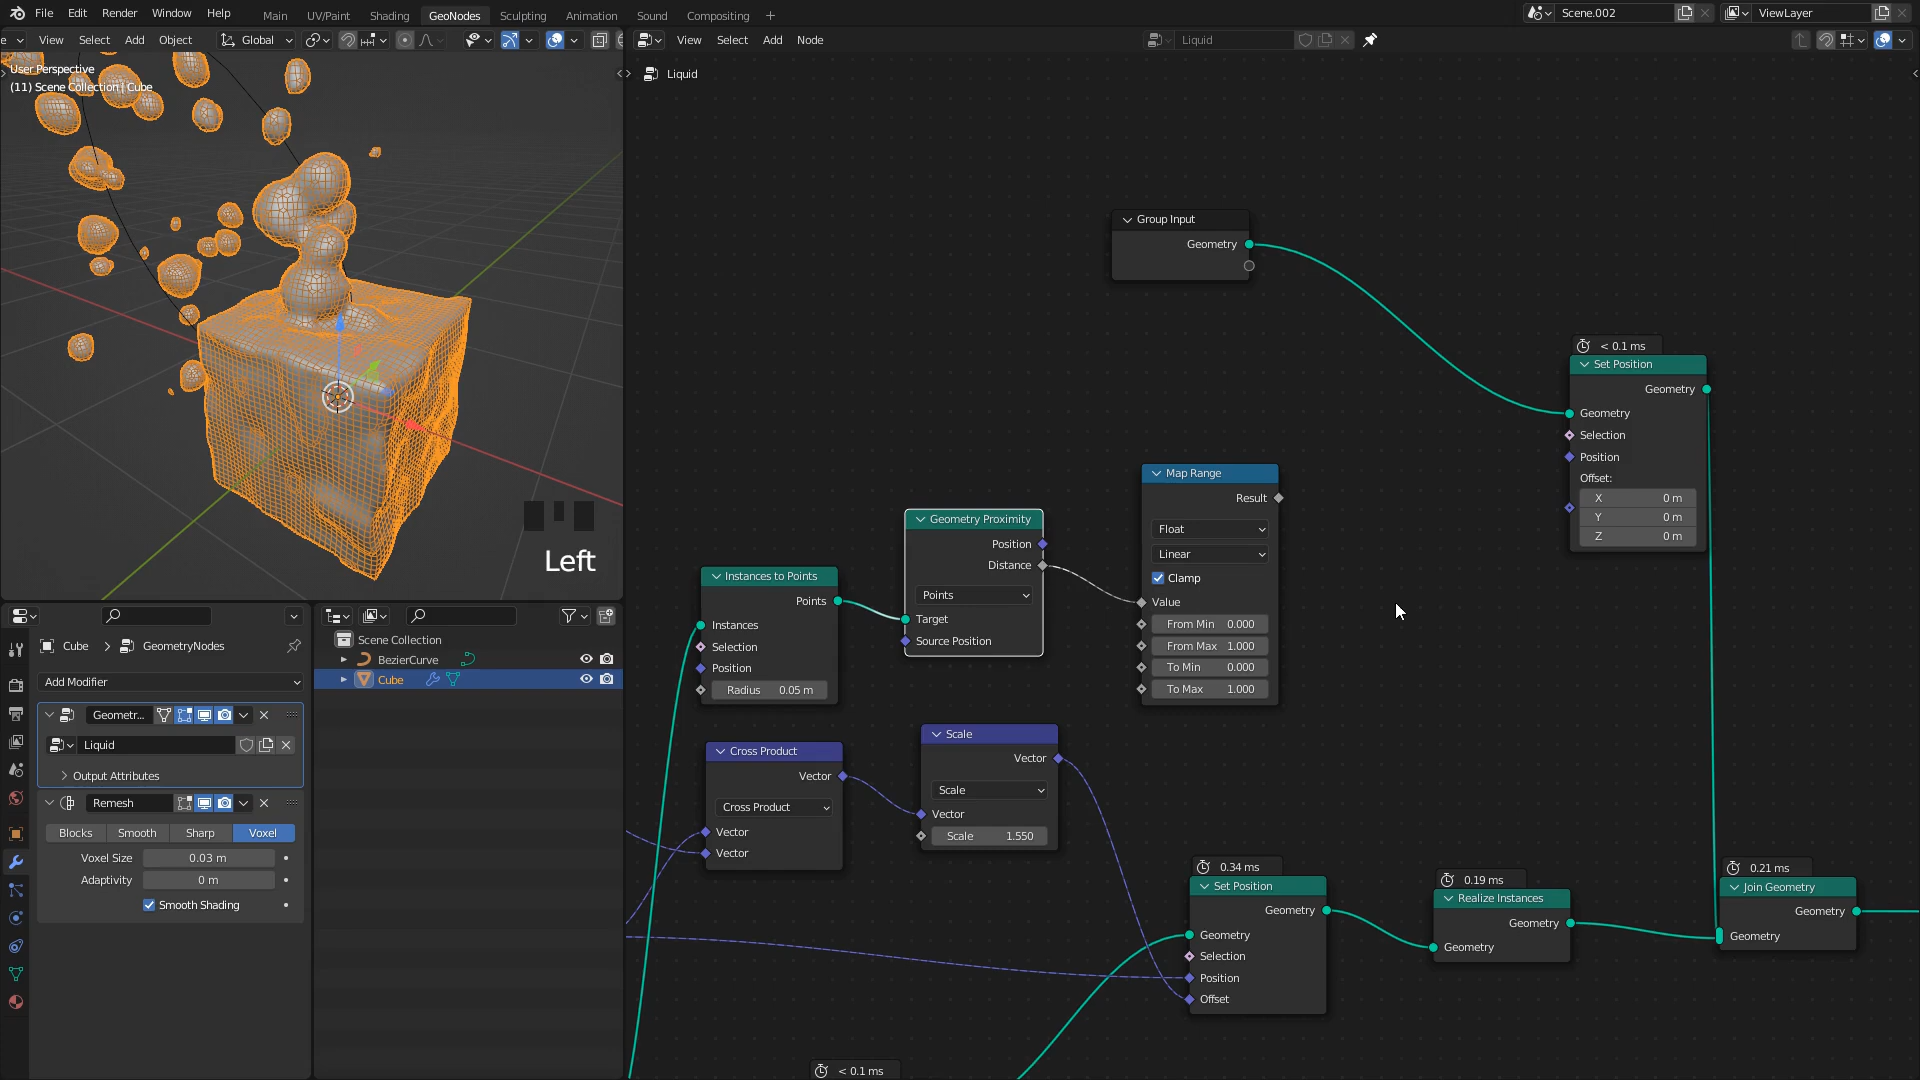 File Edit Render Window Help
Main UV/Paint Shading GeoNodes Sculpting Animation Sound Compositing +
Scene.002
ViewLayer
View Select Add Object
Global
View Select Add Node
Liquid
User Perspective
(11) Scene Collection | Cube
Liquid
Group Input
Geometry
< 0.1 ms
Set Position
Geometry
Geometry
Selection
Position
Offset:
X 0 m
Y 0 m
Z 0 m
Map Range
Result
Float
Linear
Clamp
Value
From Min 0.000
From Max 1.000
To Min 0.000
To Max 1.000
Geometry Proximity
Position
Distance
Points
Target
Source Position
Instances to Points
Points
Instances
Selection
Position
Radius 0.05 m
Left
Cross Product
Vector
Cross Product
Vector
Vector
Scale
Vector
Scale
Vector
Scale 1.550
0.34 ms
Set Position
Geometry
Geometry
Selection
Position
Offset
0.19 ms
Realize Instances
Geometry
Geometry
0.21 ms
Join Geometry
Geometry
Geometry
< 0.1 ms
Cube > GeometryNodes
Add Modifier
Geometr...
Liquid
Output Attributes
Remesh
Blocks Smooth Sharp Voxel
Voxel Size 0.03 m
Adaptivity 0 m
Smooth Shading
Scene Collection
BezierCurve
Cube